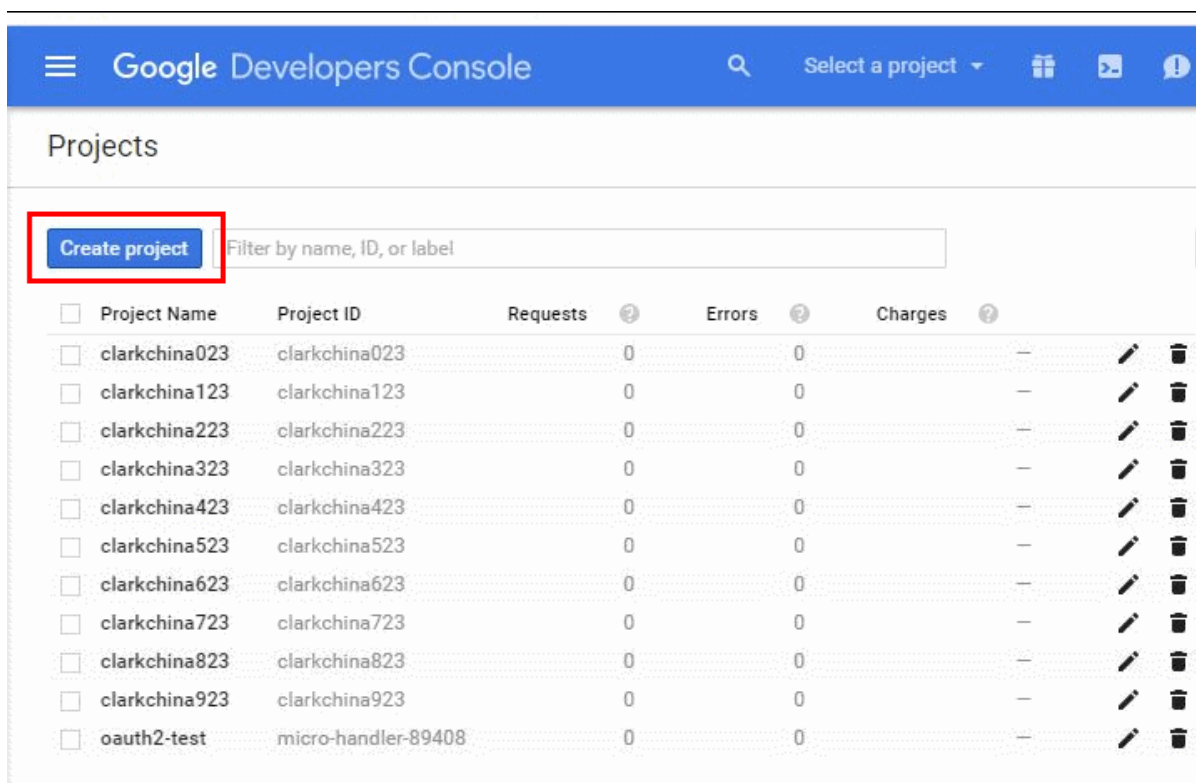 Google Developers Console Select a project
Projects
Create project Filter by name, ID, or label
Project Name Project ID Requests ? Errors ? Charges ?
clarkchina023 clarkchina023 0 0 —
clarkchina123 clarkchina123 0 0 —
clarkchina223 clarkchina223 0 0 —
clarkchina323 clarkchina323 0 0 —
clarkchina423 clarkchina423 0 0 —
clarkchina523 clarkchina523 0 0 —
clarkchina623 clarkchina623 0 0 —
clarkchina723 clarkchina723 0 0 —
clarkchina823 clarkchina823 0 0 —
clarkchina923 clarkchina923 0 0 —
oauth2-test micro-handler-89408 0 0 —